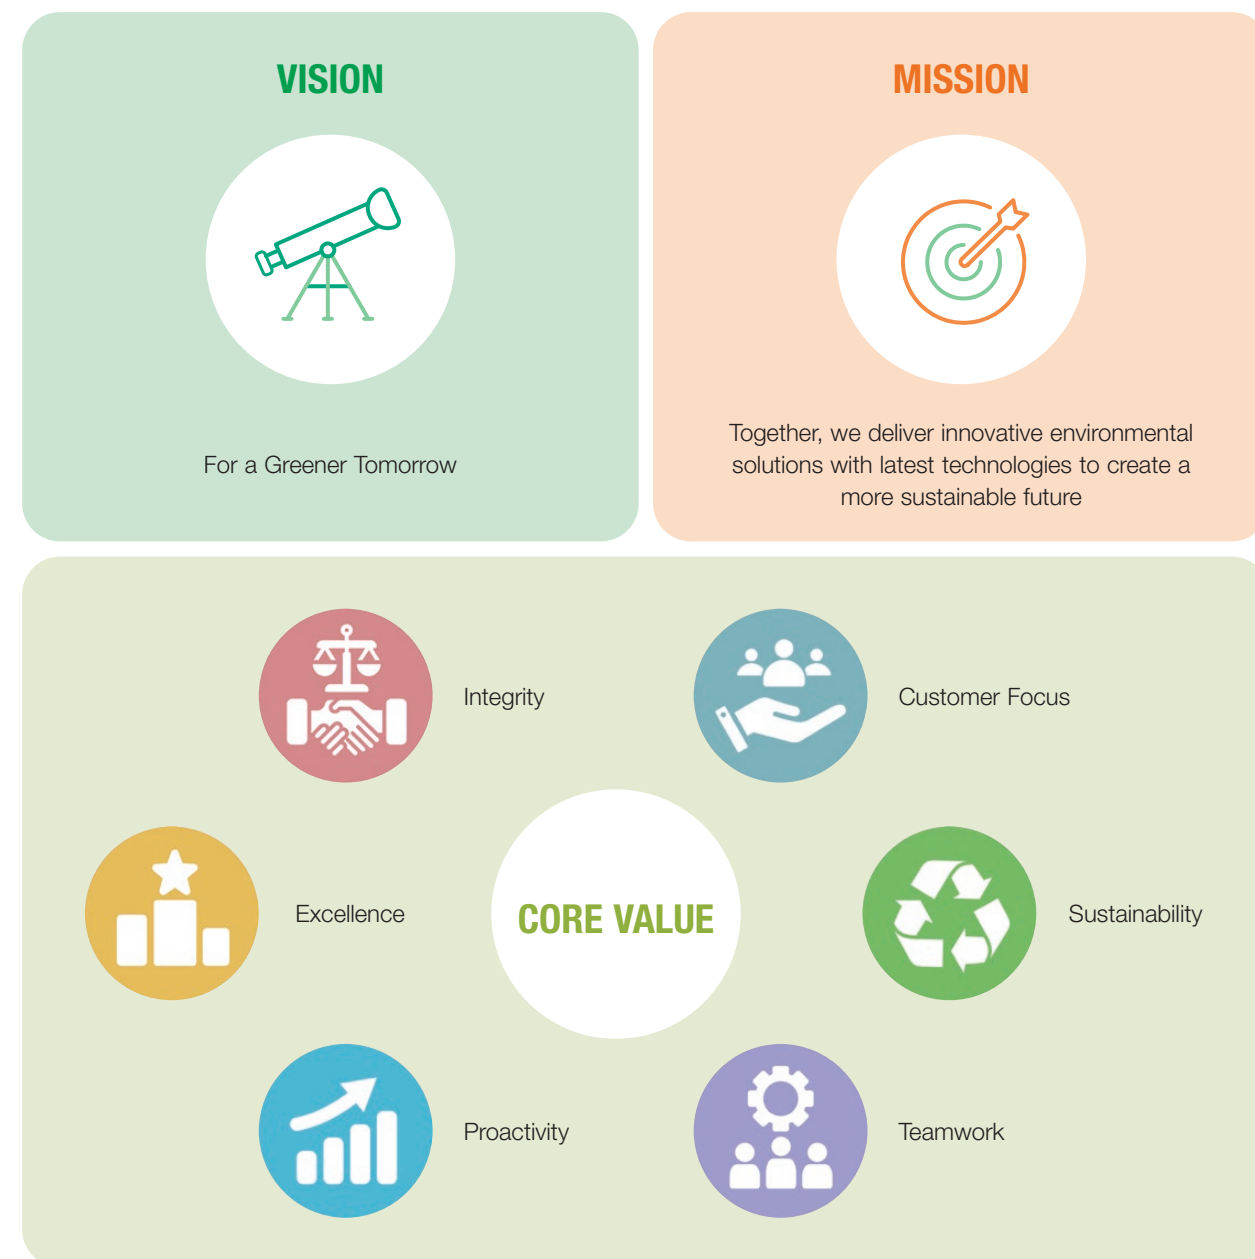 VISION
For a Greener Tomorrow
MISSION
Together, we deliver innovative environmental
solutions with latest technologies to create a
more sustainable future
Integrity
Customer Focus
Excellence
CORE VALUE
Sustainability
Proactivity
Teamwork